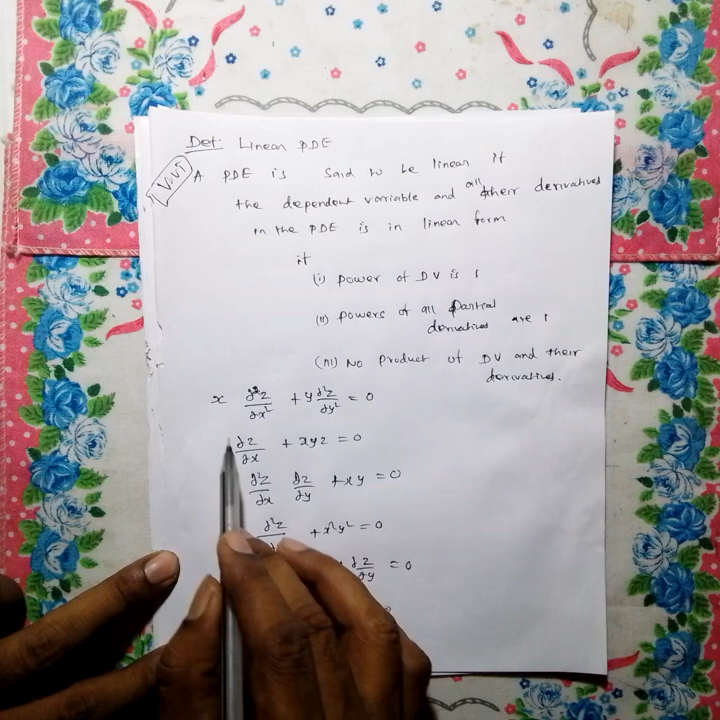 Def: Linear PDE
V.V.I
A PDE is said to be linear if
the dependent variable and all their derivatives
in the PDE is in linear form
if
(i) power of DV is 1
(ii) powers of all partial
derivatives are 1
(iii) No product of DV and their
derivatives.
x ∂²z/∂x² + y ∂²z/∂y² = 0
∂z/∂x + xyz = 0
∂²z/∂x ∂z/∂y + xy = 0
∂²z + x²y² = 0
∂z/∂y = 0